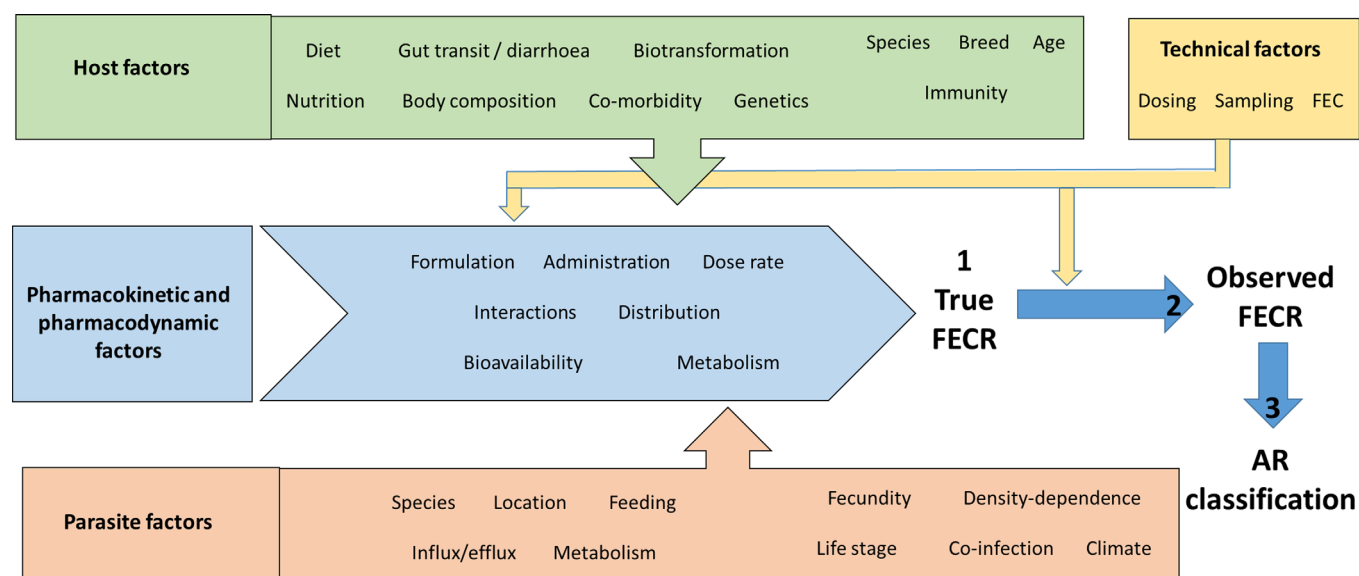 Host factors
Diet Gut transit / diarrhoea Biotransformation Species Breed Age
Nutrition Body composition Co-morbidity Genetics Immunity
Technical factors
Dosing Sampling FEC
Pharmacokinetic and
pharmacodynamic
factors
Formulation Administration Dose rate
Interactions Distribution
Bioavailability Metabolism
1
True
FECR
2
Observed
FECR
3
AR
classification
Parasite factors
Species Location Feeding Fecundity Density-dependence
Influx/efflux Metabolism Life stage Co-infection Climate